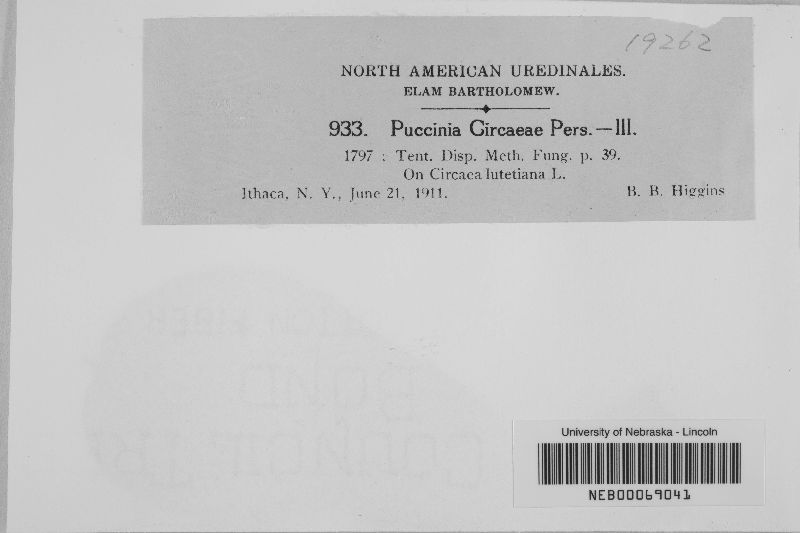 19262
NORTH AMERICAN UREDINALES.
ELAM BARTHOLOMEW.
933. Puccinia Circaeae Pers.—III.
1797 : Tent. Disp. Meth. Fung. p. 39.
On Circaea lutetiana L.
Ithaca, N. Y., June 21, 1911. B. B. Higgins
BOND
University of Nebraska - Lincoln
NEB00069041